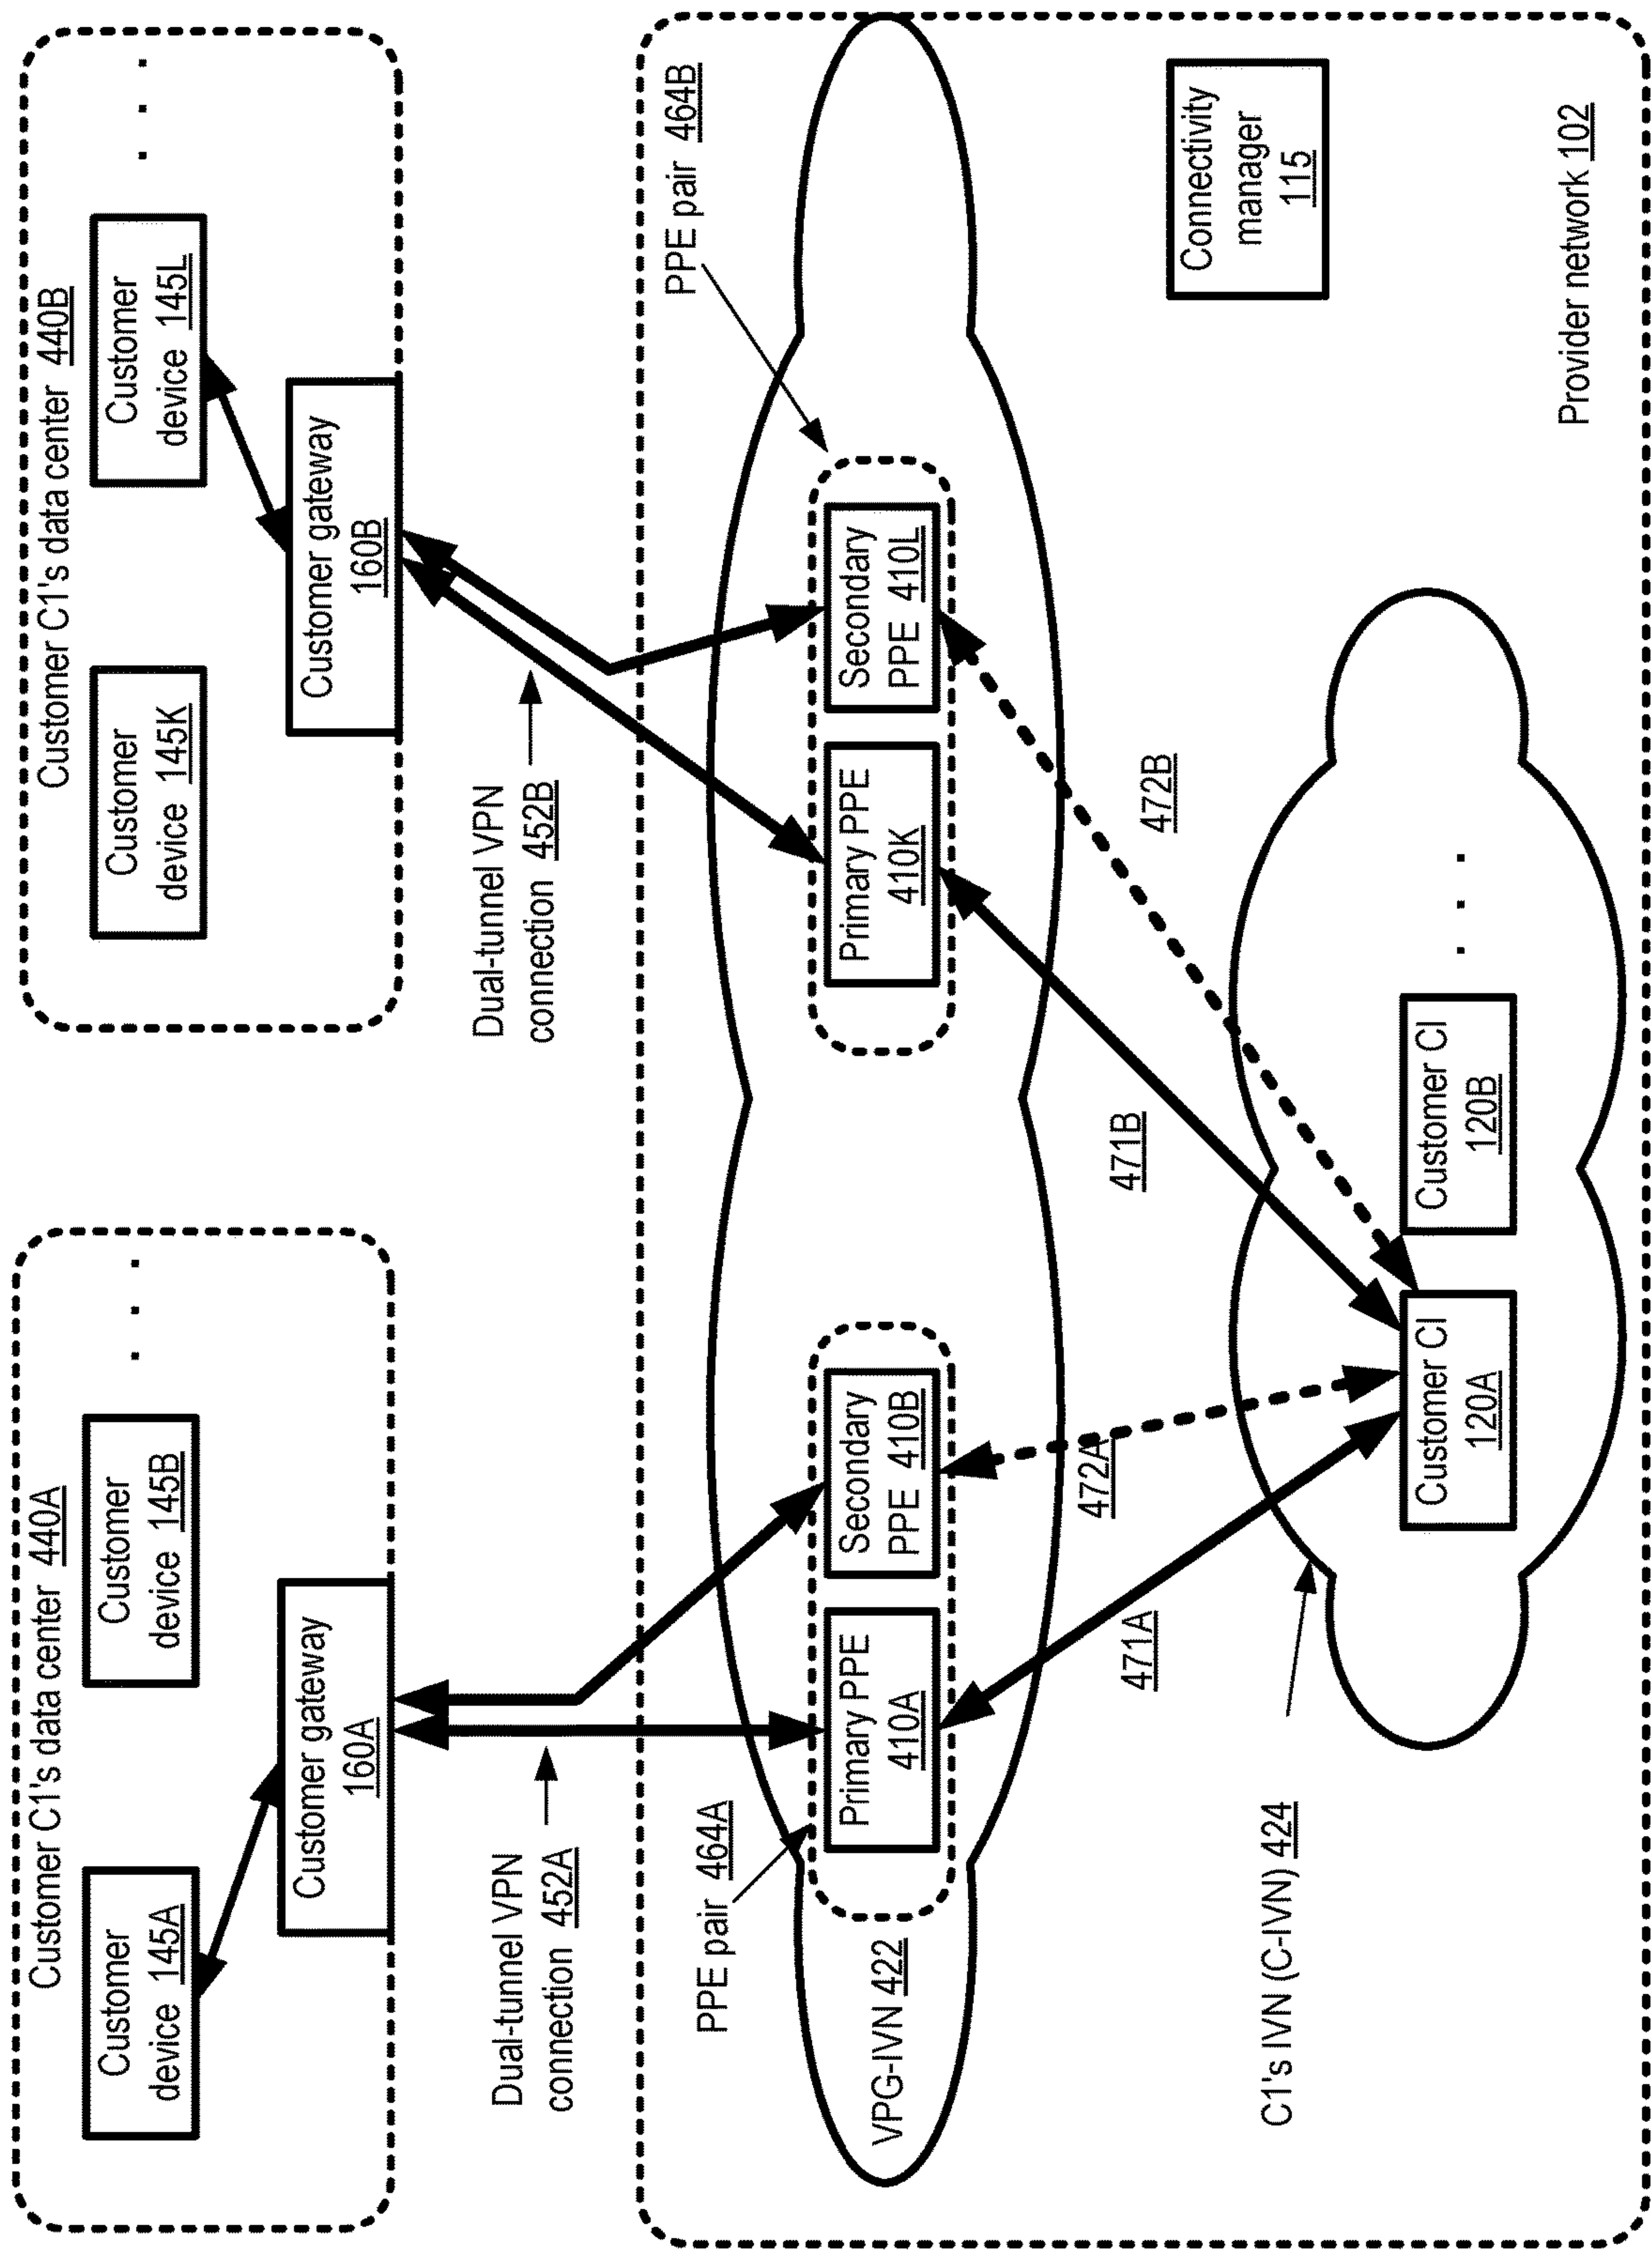 Customer C1's data center 440A
Customer
device 145A
Customer
device 145B
. . .
Customer gateway
160A
Customer C1's data center 440B
Customer
device 145K
Customer
device 145L
. . .
Customer gateway
160B
Dual-tunnel VPN
connection 452A
Dual-tunnel VPN
connection 452B
PPE pair 464A
PPE pair 464B
VPG-IVN 422
Primary PPE
410A
Secondary
PPE 410B
Primary PPE
410K
Secondary
PPE 410L
471A
472A
471B
472B
C1's IVN (C-IVN) 424
Customer CI
120A
Customer CI
120B
. . .
Connectivity
manager
115
Provider network 102